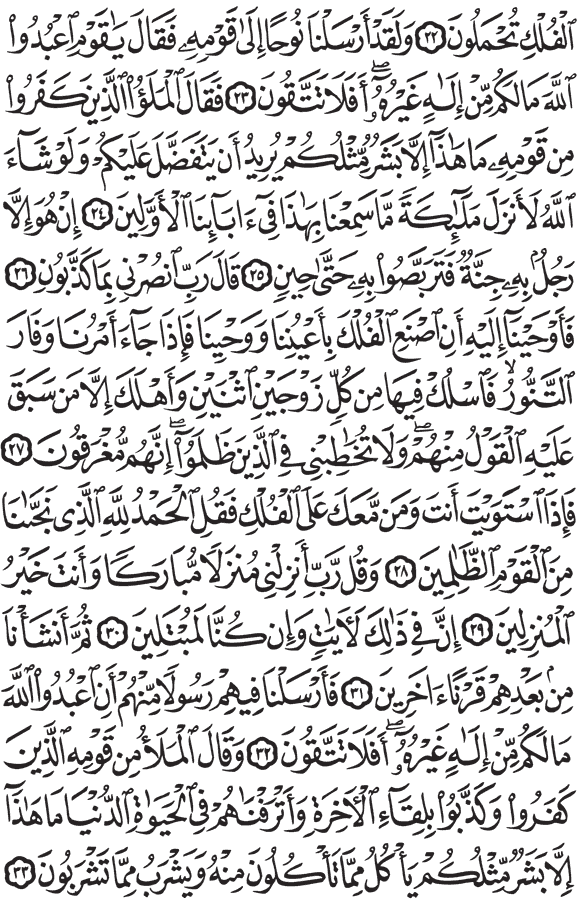 ٱلۡفُلۡكِ تُحۡمَلُونَ ٢٢ وَلَقَدۡ أَرۡسَلۡنَا نُوحًا إِلَىٰ قَوۡمِهِۦ فَقَالَ يَٰقَوۡمِ ٱعۡبُدُواْ
ٱللَّهَ مَا لَكُم مِّنۡ إِلَٰهٍ غَيۡرُهُۥٓۖ أَفَلَا تَتَّقُونَ ٢٣ فَقَالَ ٱلۡمَلَؤُاْ ٱلَّذِينَ كَفَرُواْ
مِن قَوۡمِهِۦ مَا هَٰذَآ إِلَّا بَشَرٞ مِّثۡلُكُمۡ يُرِيدُ أَن يَتَفَضَّلَ عَلَيۡكُمۡ وَلَوۡ شَآءَ
ٱللَّهُ لَأَنزَلَ مَلَٰٓئِكَةٗ مَّا سَمِعۡنَا بِهَٰذَا فِيٓ ءَابَآئِنَا ٱلۡأَوَّلِينَ ٢٤ إِنۡ هُوَ إِلَّا
رَجُلُۢ بِهِۦ جِنَّةٞ فَتَرَبَّصُواْ بِهِۦ حَتَّىٰ حِينٖ ٢٥ قَالَ رَبِّ ٱنصُرۡنِي بِمَا كَذَّبُونِ ٢٦
فَأَوۡحَيۡنَآ إِلَيۡهِ أَنِ ٱصۡنَعِ ٱلۡفُلۡكَ بِأَعۡيُنِنَا وَوَحۡيِنَا فَإِذَا جَآءَ أَمۡرُنَا وَفَارَ
ٱلتَّنُّورُ ۙ فَٱسۡلُكۡ فِيهَا مِن كُلّٖ زَوۡجَيۡنِ ٱثۡنَيۡنِ وَأَهۡلَكَ إِلَّا مَن سَبَقَ
عَلَيۡهِ ٱلۡقَوۡلُ مِنۡهُمۡۖ وَلَا تُخَٰطِبۡنِي فِي ٱلَّذِينَ ظَلَمُوٓاْۖ إِنَّهُم مُّغۡرَقُونَ ٢٧
فَإِذَا ٱسۡتَوَيۡتَ أَنتَ وَمَن مَّعَكَ عَلَى ٱلۡفُلۡكِ فَقُلِ ٱلۡحَمۡدُ لِلَّهِ ٱلَّذِي نَجَّىٰنَا
مِنَ ٱلۡقَوۡمِ ٱلظَّٰلِمِينَ ٢٨ وَقُل رَّبِّ أَنزِلۡنِي مُنزَلٗا مُّبَارَكٗا وَأَنتَ خَيۡرُ
ٱلۡمُنزِلِينَ ٢٩ إِنَّ فِي ذَٰلِكَ لَأٓيَٰتٖ وَإِن كُنَّا لَمُبۡتَلِينَ ٣٠ ثُمَّ أَنشَأۡنَا
مِنۢ بَعۡدِهِمۡ قَرۡنًا ءَاخَرِينَ ٣١ فَأَرۡسَلۡنَا فِيهِمۡ رَسُولٗا مِّنۡهُمۡ أَنِ ٱعۡبُدُواْ ٱللَّهَ
مَا لَكُم مِّنۡ إِلَٰهٍ غَيۡرُهُۥٓۖ أَفَلَا تَتَّقُونَ ٣٢ وَقَالَ ٱلۡمَلَأُ مِن قَوۡمِهِ ٱلَّذِينَ
كَفَرُواْ وَكَذَّبُواْ بِلِقَآءِ ٱلۡأٓخِرَةِ وَأَتۡرَفۡنَٰهُمۡ فِي ٱلۡحَيَوٰةِ ٱلدُّنۡيَا مَا هَٰذَآ
إِلَّا بَشَرٞ مِّثۡلُكُمۡ يَأۡكُلُ مِمَّا تَأۡكُلُونَ مِنۡهُ وَيَشۡرَبُ مِمَّا تَشۡرَبُونَ ٣٣